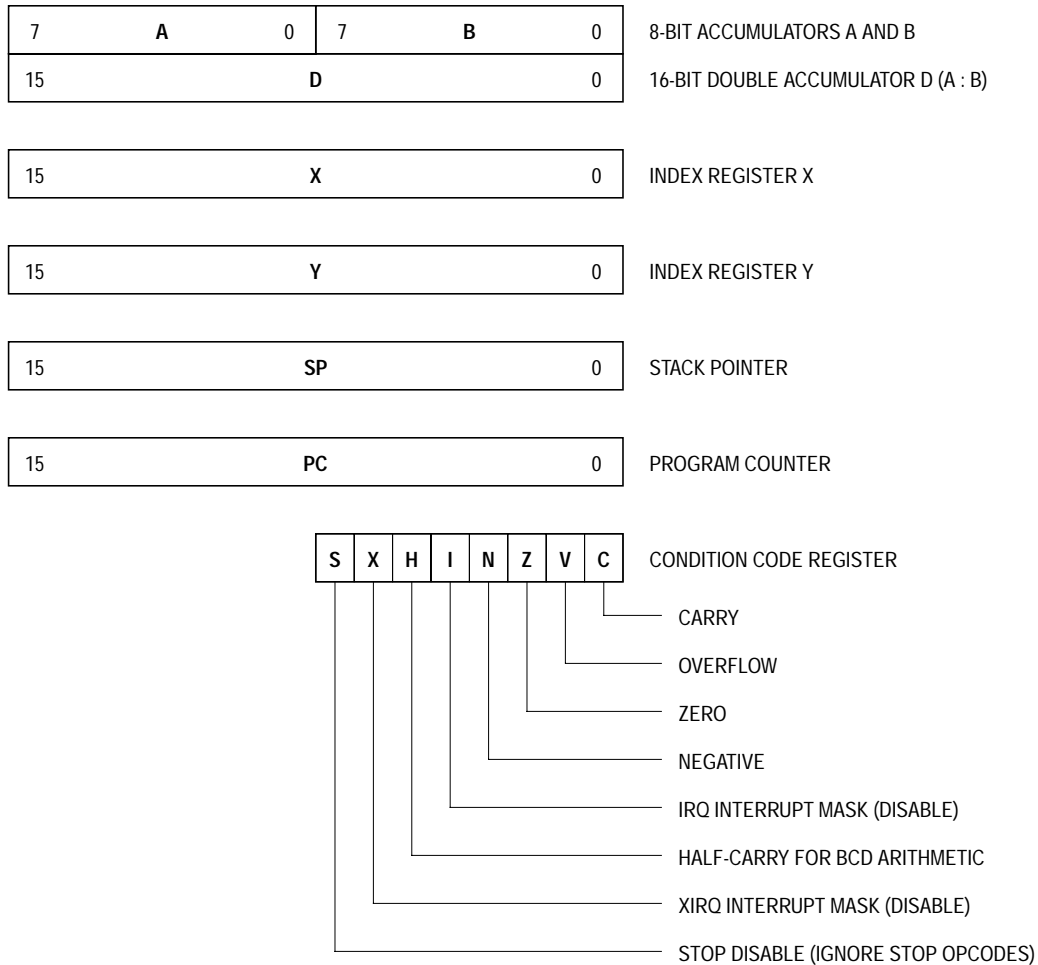 7 A 0 7 B 0 8-BIT ACCUMULATORS A AND B
15 D 0 16-BIT DOUBLE ACCUMULATOR D (A : B)
15 X 0 INDEX REGISTER X
15 Y 0 INDEX REGISTER Y
15 SP 0 STACK POINTER
15 PC 0 PROGRAM COUNTER
S X H I N Z V C CONDITION CODE REGISTER
CARRY
OVERFLOW
ZERO
NEGATIVE
IRQ INTERRUPT MASK (DISABLE)
HALF-CARRY FOR BCD ARITHMETIC
XIRQ INTERRUPT MASK (DISABLE)
STOP DISABLE (IGNORE STOP OPCODES)